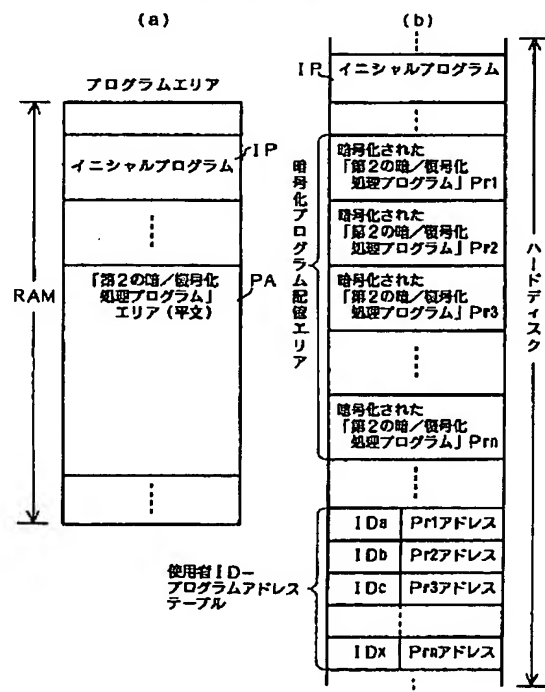 (a)
プログラムエリア
IP
イニシャルプログラム
RAM
「第2の暗/復号化
処理プログラム」
エリア(平文)
PA
(b)
IP
イニシャルプログラム
暗号化プログラム配置エリア
暗号化された
「第2の暗/復号化
処理プログラム」Pr1
暗号化された
「第2の暗/復号化
処理プログラム」Pr2
暗号化された
「第2の暗/復号化
処理プログラム」Pr3
暗号化された
「第2の暗/復号化
処理プログラム」Prn
ハードディスク
使用者ID-
プログラムアドレス
テーブル
IDa Pr1アドレス
IDb Pr2アドレス
IDc Pr3アドレス
IDx Prnアドレス